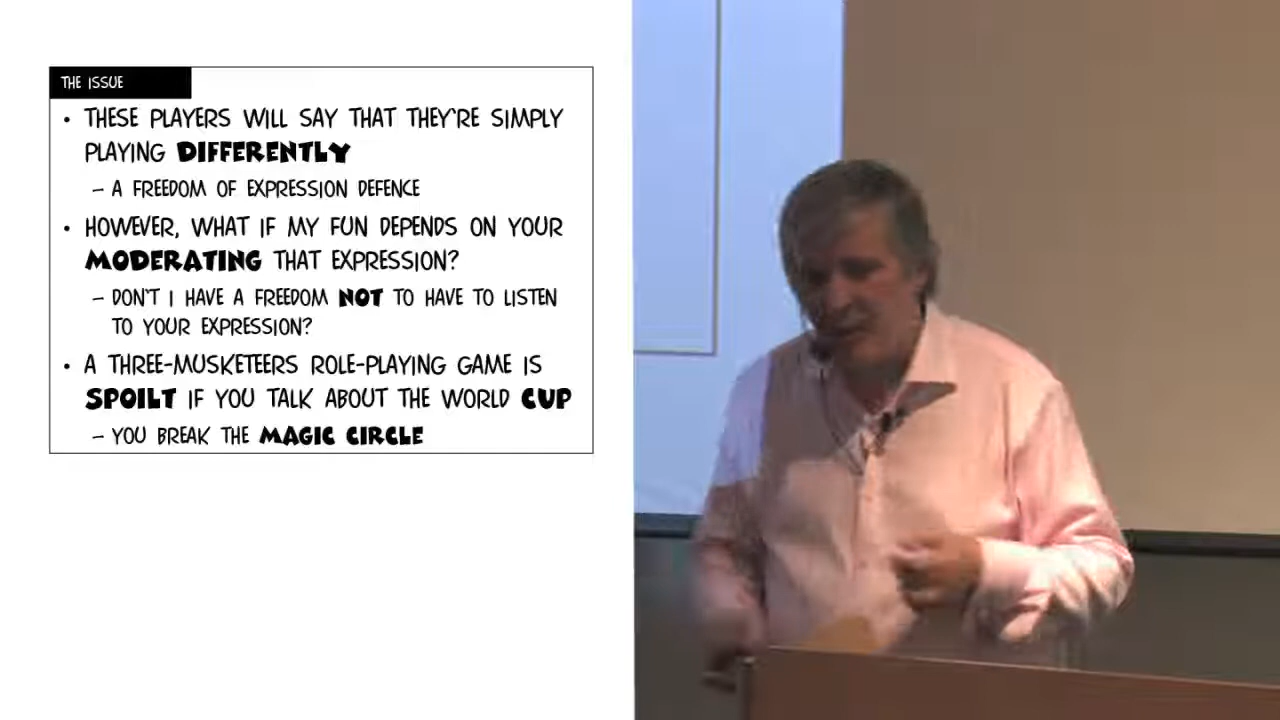 THE ISSUE
• THESE PLAYERS WILL SAY THAT THEY'RE SIMPLY
PLAYING DIFFERENTLY
– A FREEDOM OF EXPRESSION DEFENCE
• HOWEVER, WHAT IF MY FUN DEPENDS ON YOUR
MODERATING THAT EXPRESSION?
– DON'T I HAVE A FREEDOM NOT TO HAVE TO LISTEN
TO YOUR EXPRESSION?
• A THREE-MUSKETEERS ROLE-PLAYING GAME IS
SPOILT IF YOU TALK ABOUT THE WORLD CUP
– YOU BREAK THE MAGIC CIRCLE